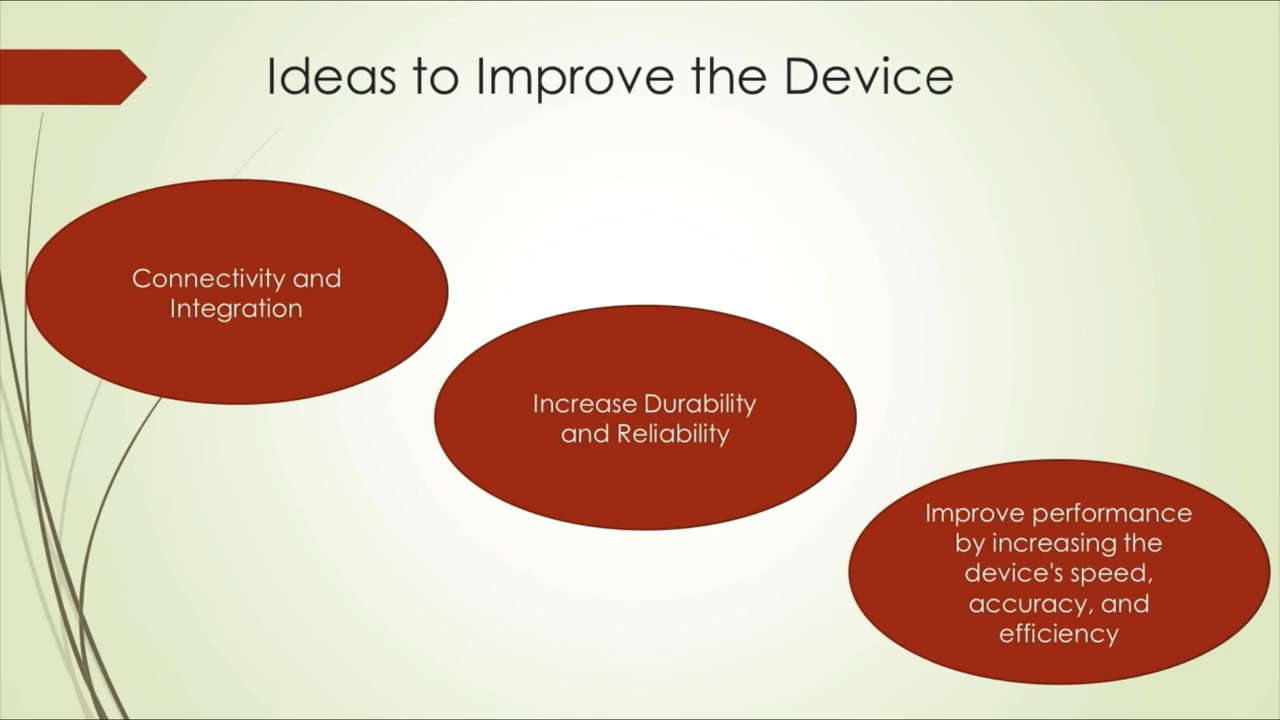 Ideas to Improve the Device
Connectivity and
Integration
Increase Durability
and Reliability
Improve performance
by increasing the
device's speed,
accuracy, and
efficiency